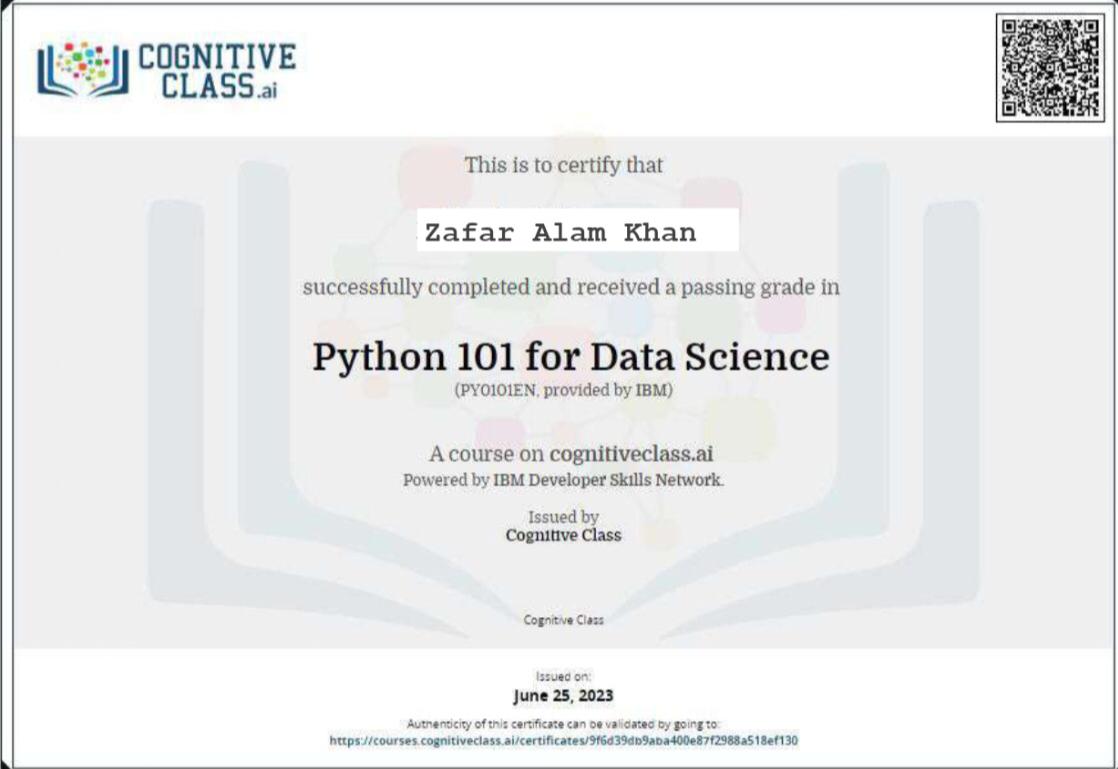 COGNITIVE
CLASS.ai
This is to certify that
Zafar Alam Khan
successfully completed and received a passing grade in
Python 101 for Data Science
(PY0101EN, provided by IBM)
A course on cognitiveclass.ai
Powered by IBM Developer Skills Network.
Issued by
Cognitive Class
Cognitive Class
Issued on:
June 25, 2023
Authenticity of this certificate can be validated by going to:
https://courses.cognitiveclass.ai/certificates/9f6d39db9aba400e87f2988a518ef130